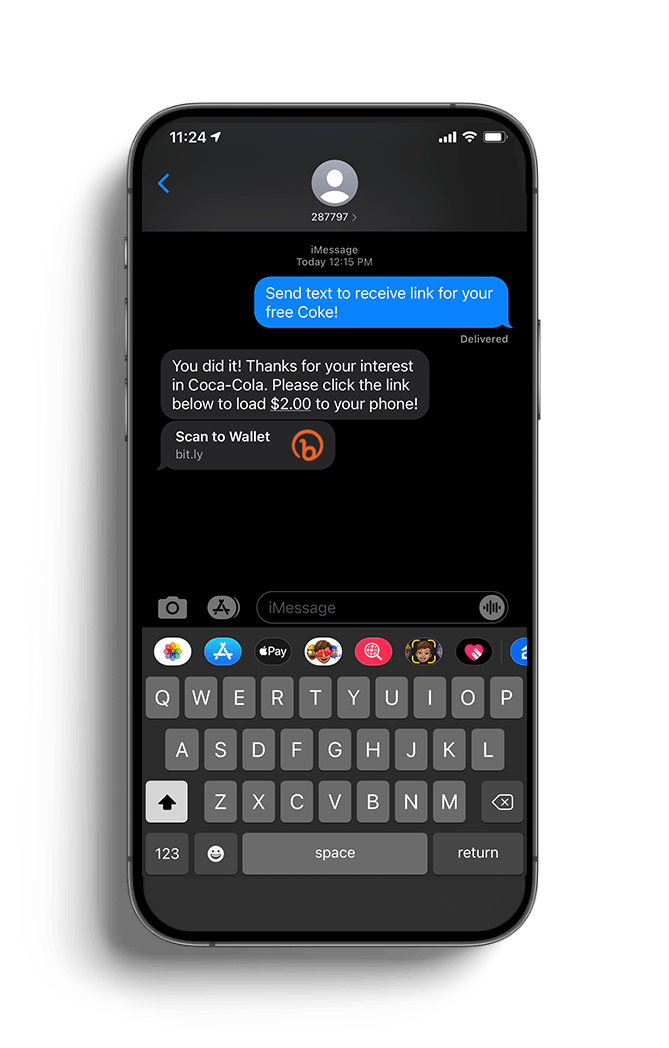 11:24
287797
iMessage
Today 12:15 PM
Send text to receive link for your
free Coke!
Delivered
You did it! Thanks for your interest
in Coca-Cola. Please click the link
below to load $2.00 to your phone!
Scan to Wallet
bit.ly
iMessage
Pay
Q W E R T Y U I O P
A S D F G H J K L
Z X C V B N M
123 space return